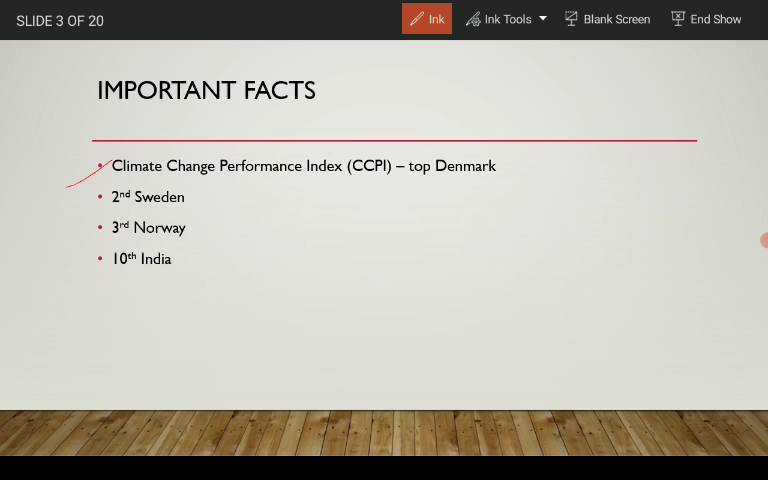 SLIDE 3 OF 20 Ink Ink Tools Blank Screen End Show
IMPORTANT FACTS
• Climate Change Performance Index (CCPI) – top Denmark
• 2nd Sweden
• 3rd Norway
• 10th India